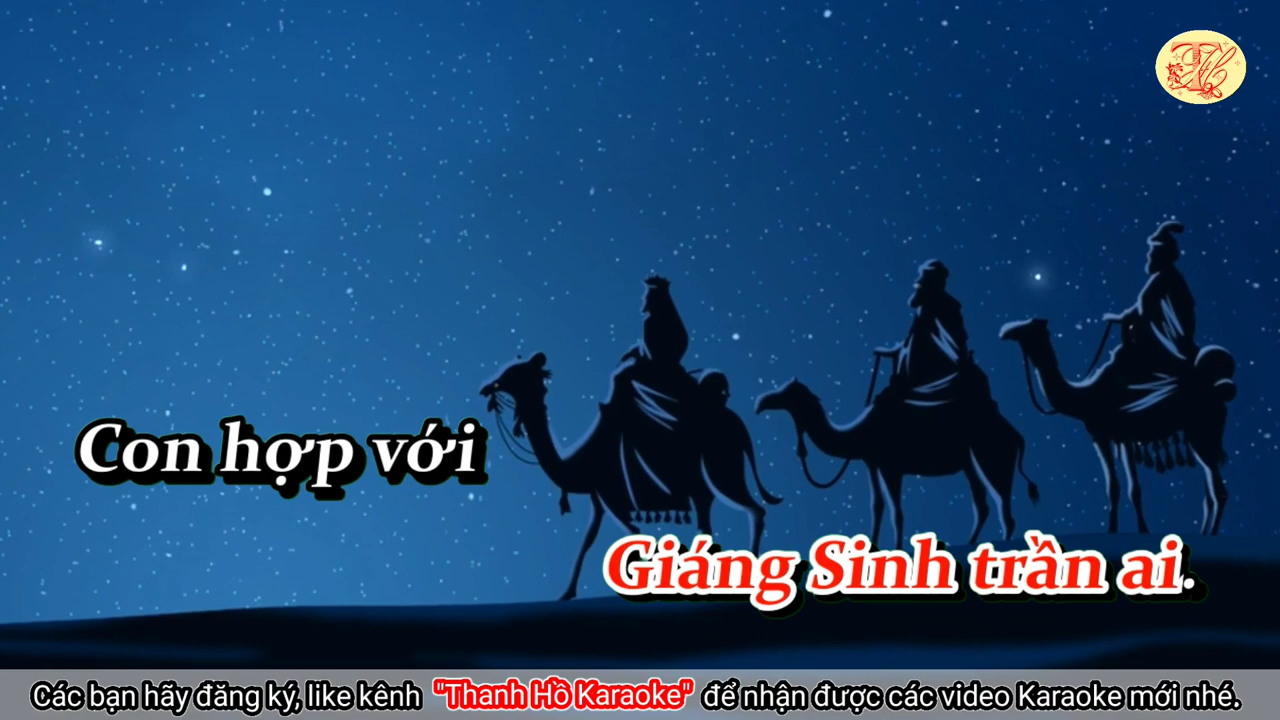 Con hợp với
Giáng Sinh trần ai.
Các bạn hãy đăng ký, like kênh "Thanh Hồ Karaoke" để nhận được các video Karaoke mới nhé.